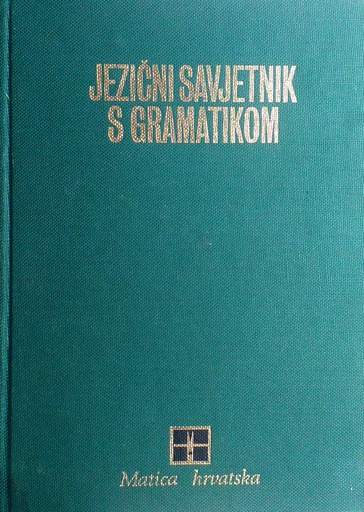 JEZIČNI SAVJETNIK
S GRAMATIKOM
Matica hrvatska